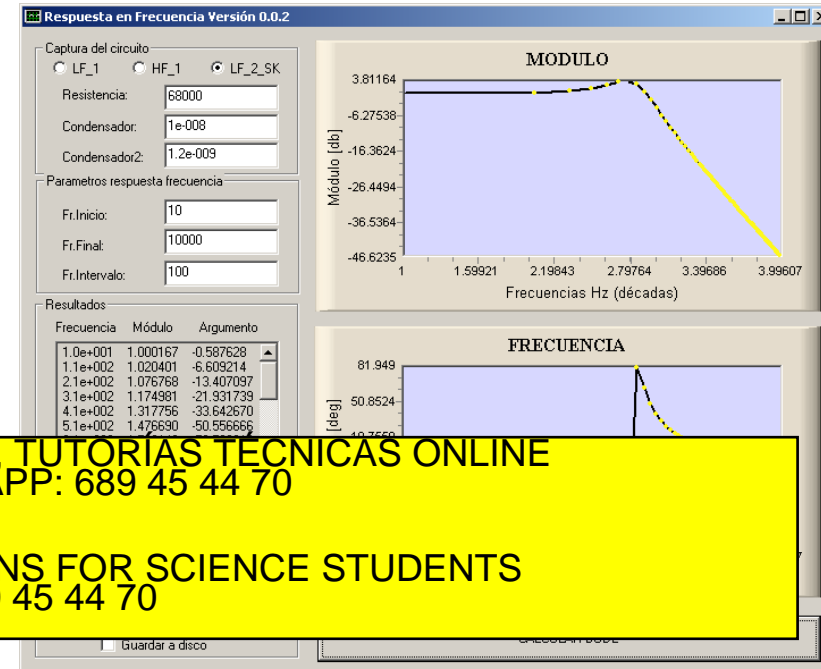 Respuesta en Frecuencia Versión 0.0.2
Captura del circuito
LF_1 HF_1 LF_2_SK
Resistencia: 68000
Condensador: 1e-008
Condensador2: 1.2e-009
Parametros respuesta frecuencia
Fr.Inicio: 10
Fr.Final: 10000
Fr.Intervalo: 100
Resultados
Frecuencia Módulo Argumento
1.0e+001 1.000167 -0.587628
1.1e+002 1.020401 -6.609214
2.1e+002 1.076768 -13.407097
3.1e+002 1.174981 -21.931739
4.1e+002 1.317756 -33.642670
5.1e+002 1.476690 -50.556666
MODULO
Módulo [db]
3.81164
-6.27538
-16.3624
-26.4494
-36.5364
-46.6235
1 1.59921 2.19843 2.79764 3.39686 3.99607
Frecuencias Hz (décadas)
FRECUENCIA
[deg]
81.949
50.8524
TUTORÍAS TÉCNICAS ONLINE
689 45 44 70
FOR SCIENCE STUDENTS
45 44 70
Guardar a disco